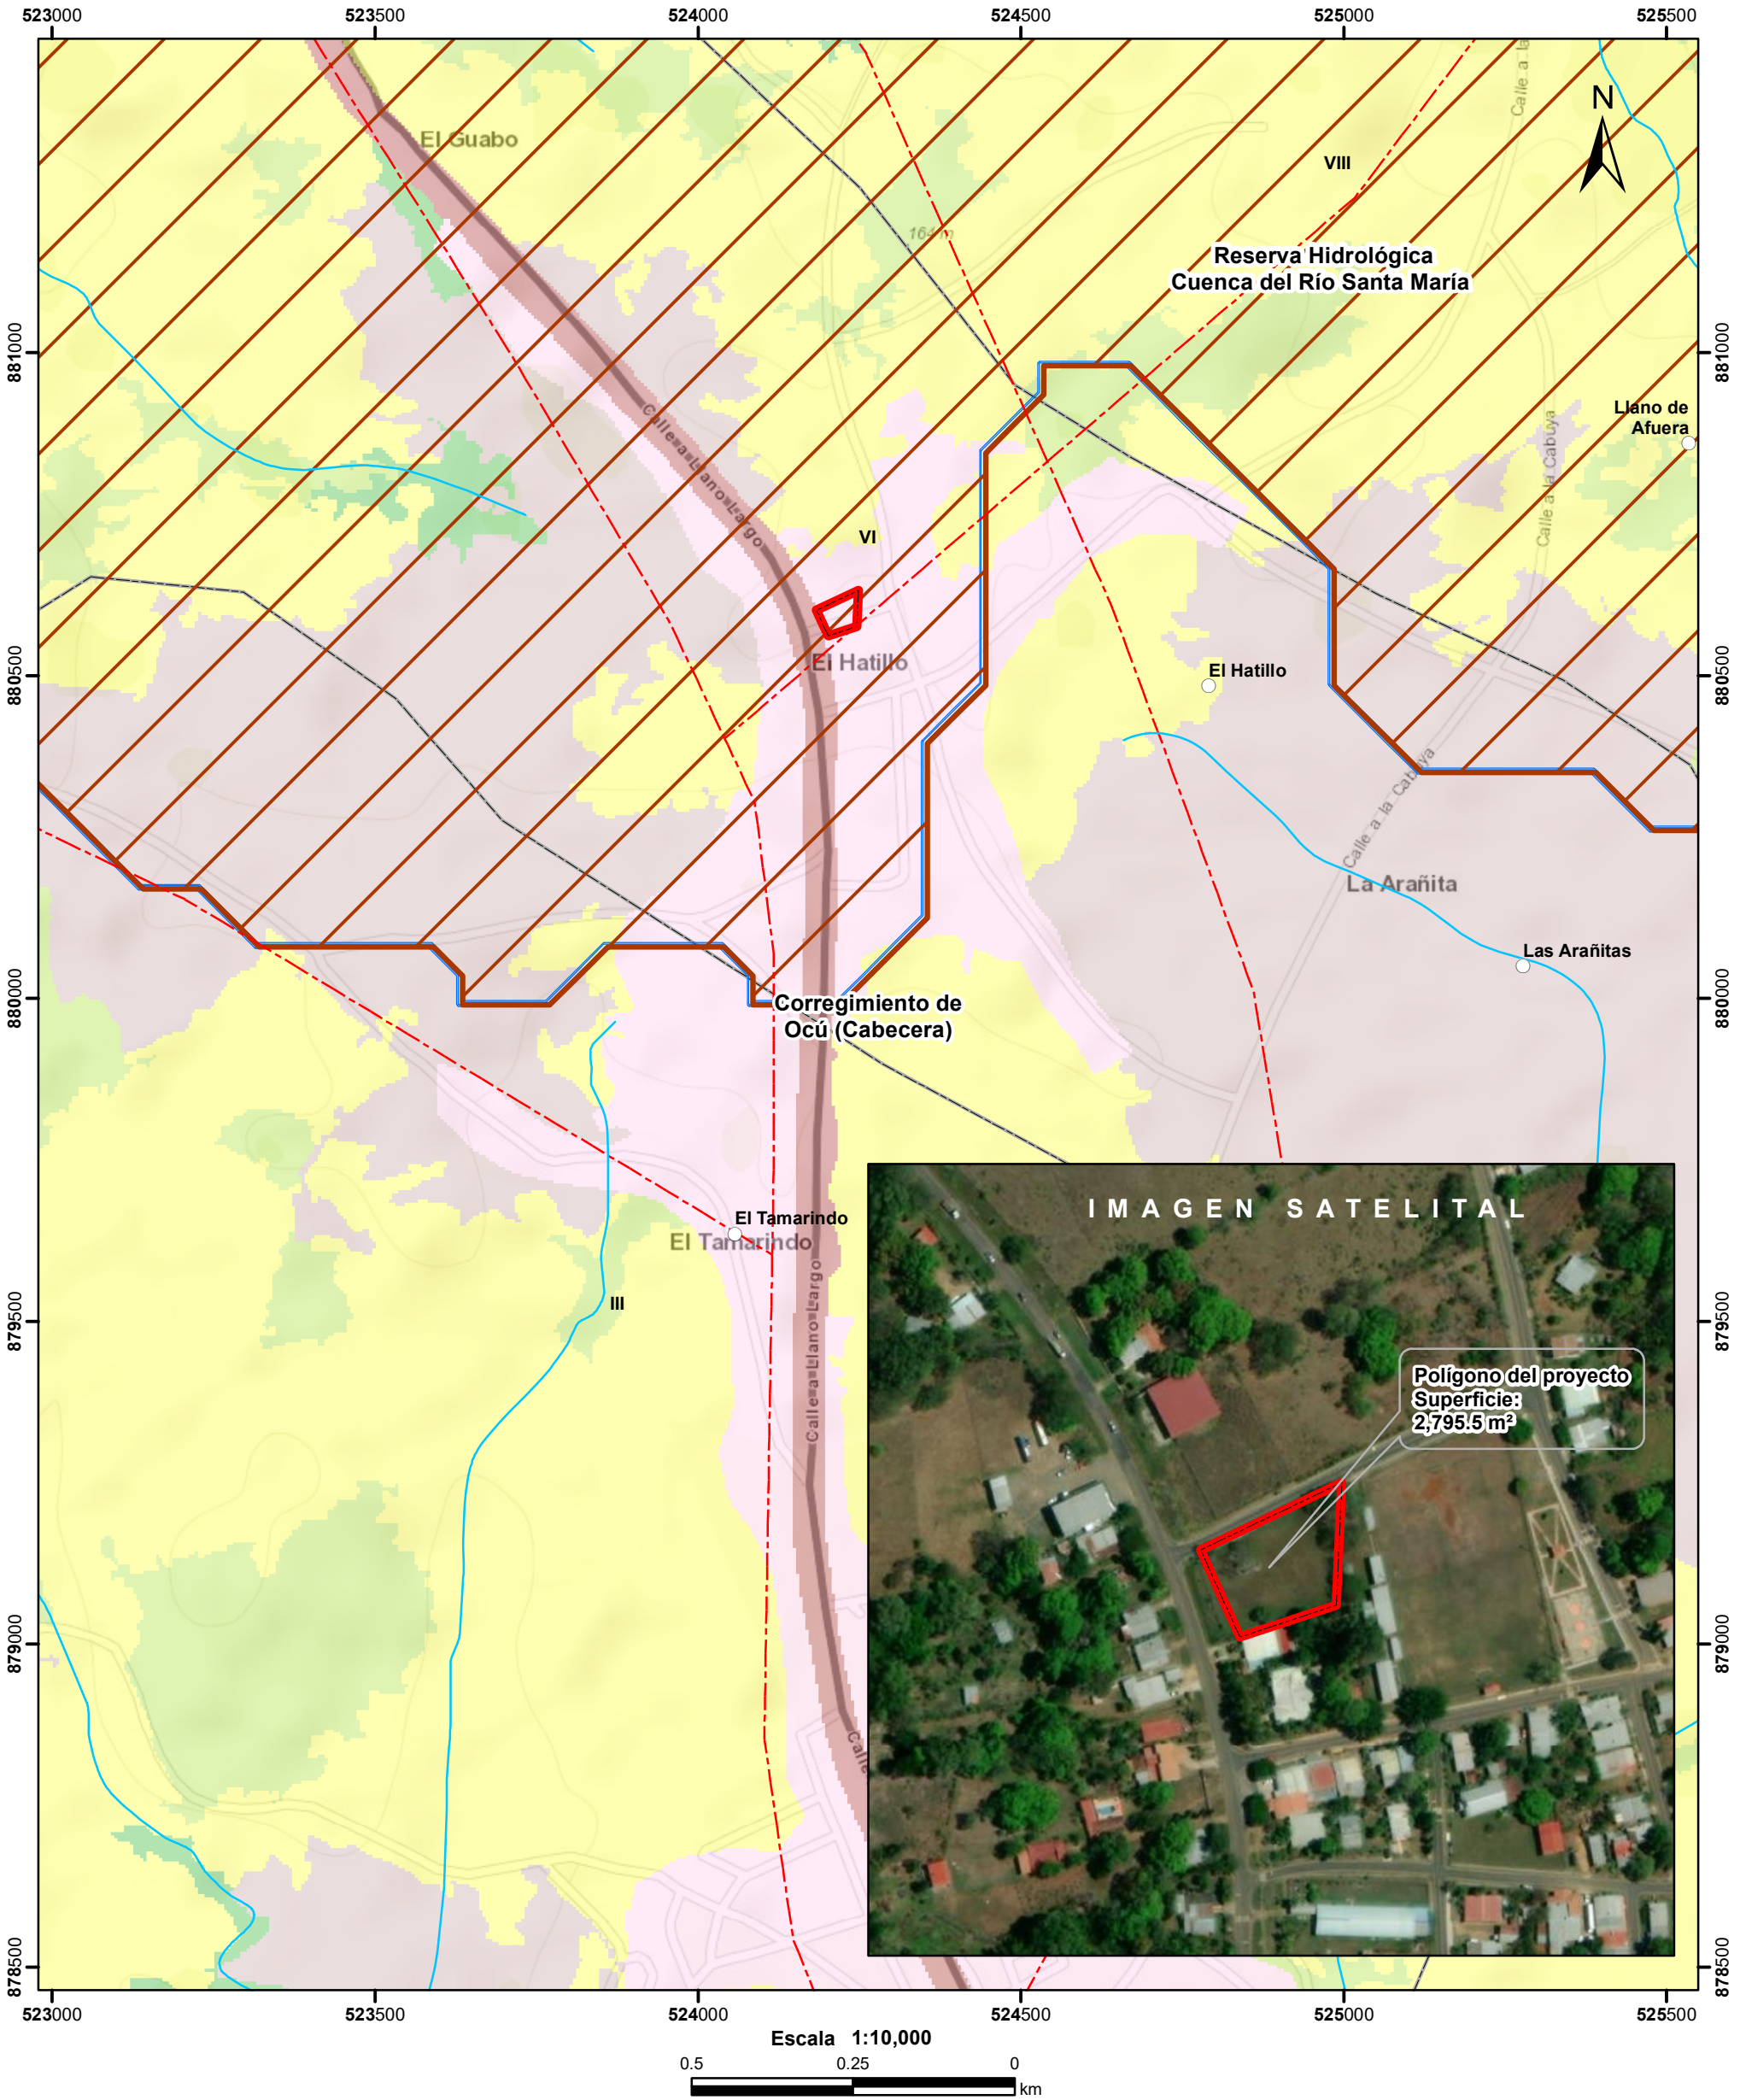 523000
523500
524000
524500
525000
525500
N
Calle a la
El Guabo
VIII
164 m
Reserva Hidrológica
Cuenca del Río Santa María
881000
881000
Llano de
Afuera
Calle a Llano Largo
Calle a la Cabuya
VI
880500
El Hatillo
El Hatillo
880500
Calle a la Cabuya
La Arañita
Las Arañitas
880000
Corregimiento de
Ocú (Cabecera)
880000
El Tamarindo
El Tamarindo
IMAGEN SATELITAL
III
Calle a Llano Largo
879500
879500
Polígono del proyecto
Superficie:
2,795.5 m²
879000
879000
Calle
878500
878500
523000
523500
524000
524500
525000
525500
Escala 1:10,000
0.5
0.25
0
km